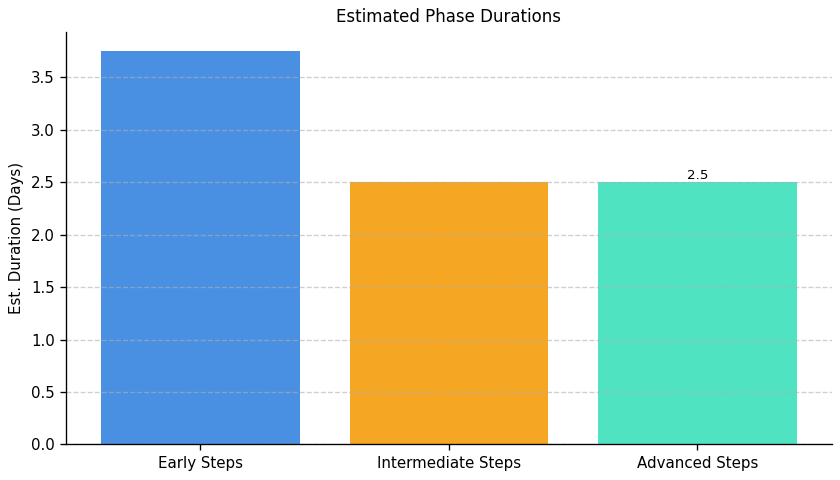 Estimated Phase Durations
Est. Duration (Days)
3.5
3.0
2.5
2.0
1.5
1.0
0.5
0.0
2.5
Early Steps
Intermediate Steps
Advanced Steps